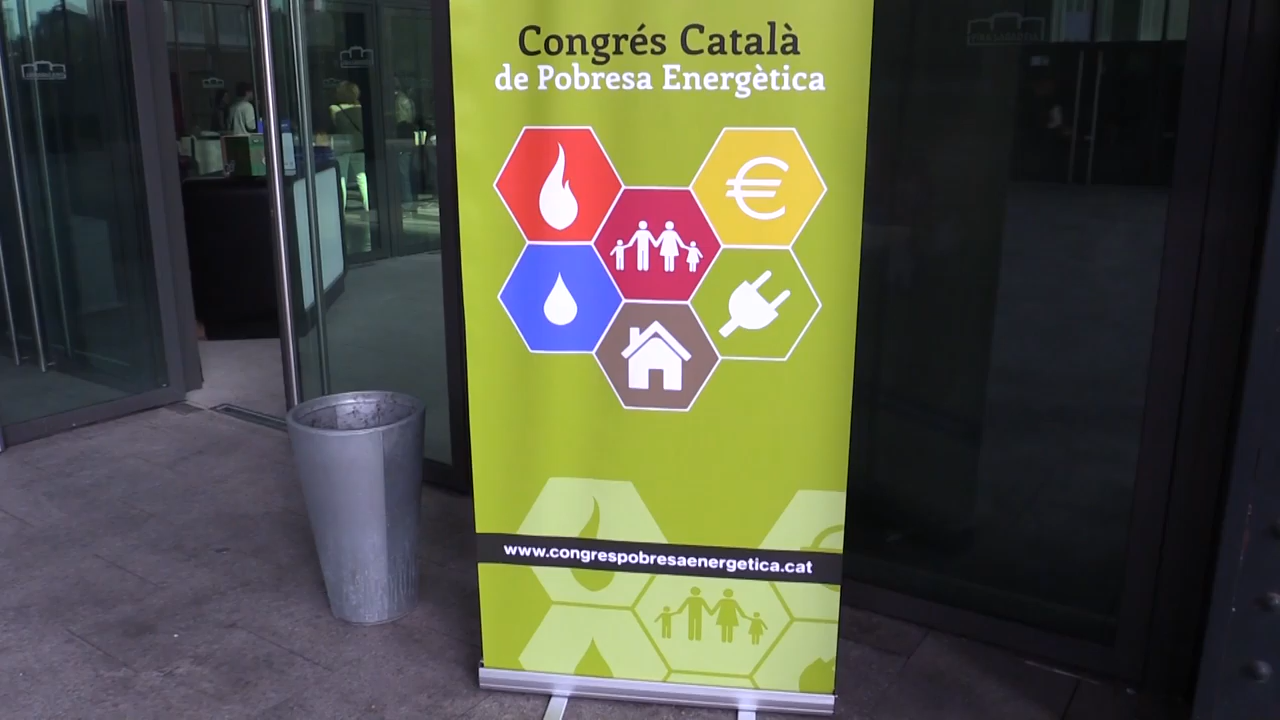 Congrés Català
de Pobresa Energètica
€
www.congrespobresaenergetica.cat